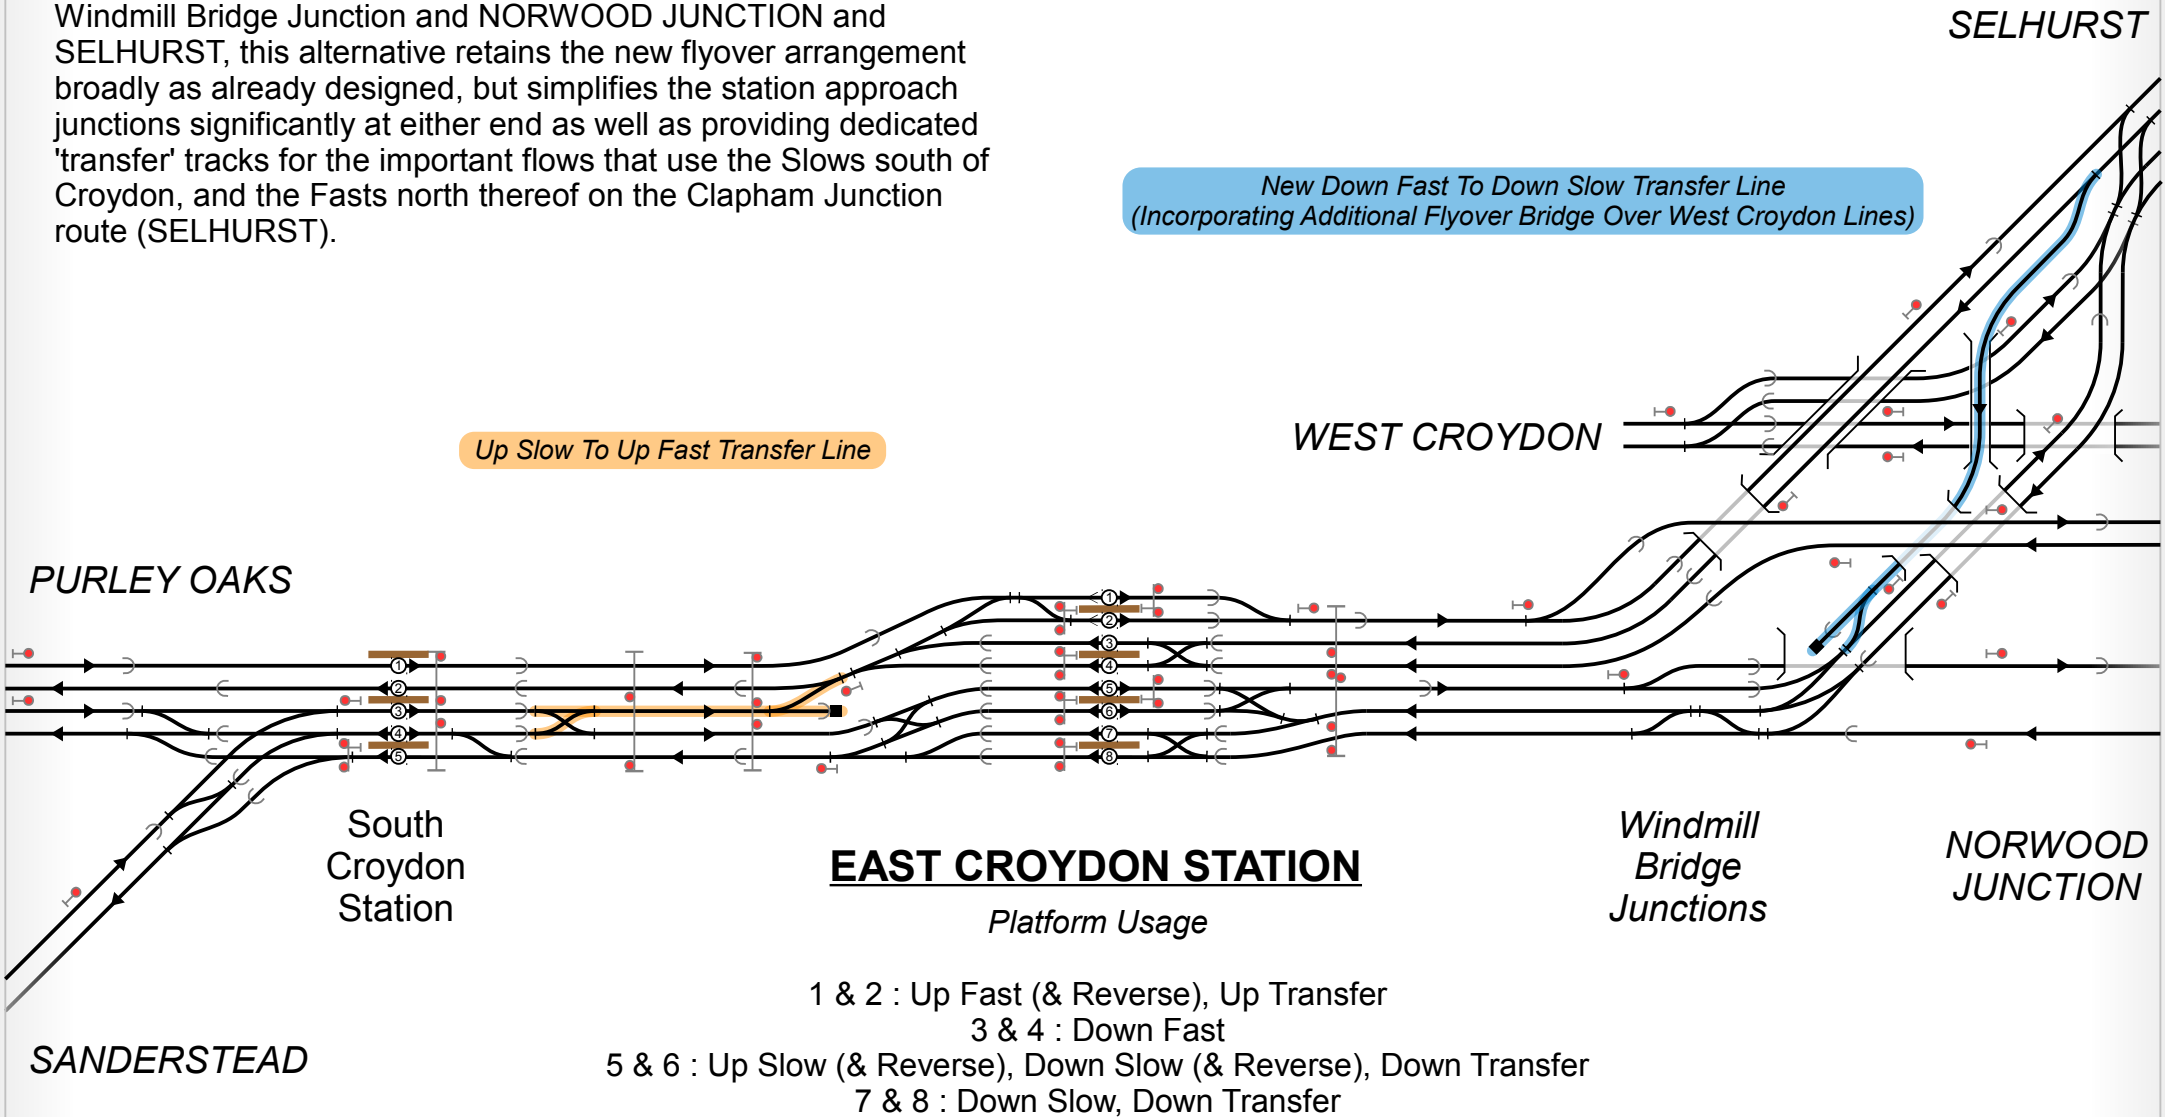 Windmill Bridge Junction and NORWOOD JUNCTION and
SELHURST, this alternative retains the new flyover arrangement
broadly as already designed, but simplifies the station approach
junctions significantly at either end as well as providing dedicated
'transfer' tracks for the important flows that use the Slows south of
Croydon, and the Fasts north thereof on the Clapham Junction
route (SELHURST).
SELHURST
New Down Fast To Down Slow Transfer Line
(Incorporating Additional Flyover Bridge Over West Croydon Lines)
WEST CROYDON
Up Slow To Up Fast Transfer Line
PURLEY OAKS
1
2
3
4
5
1
2
3
4
5
6
7
8
South
Croydon
Station
Windmill
Bridge
Junctions
NORWOOD
JUNCTION
SANDERSTEAD
EAST CROYDON STATION
Platform Usage
1 & 2 : Up Fast (& Reverse), Up Transfer
3 & 4 : Down Fast
5 & 6 : Up Slow (& Reverse), Down Slow (& Reverse), Down Transfer
7 & 8 : Down Slow, Down Transfer